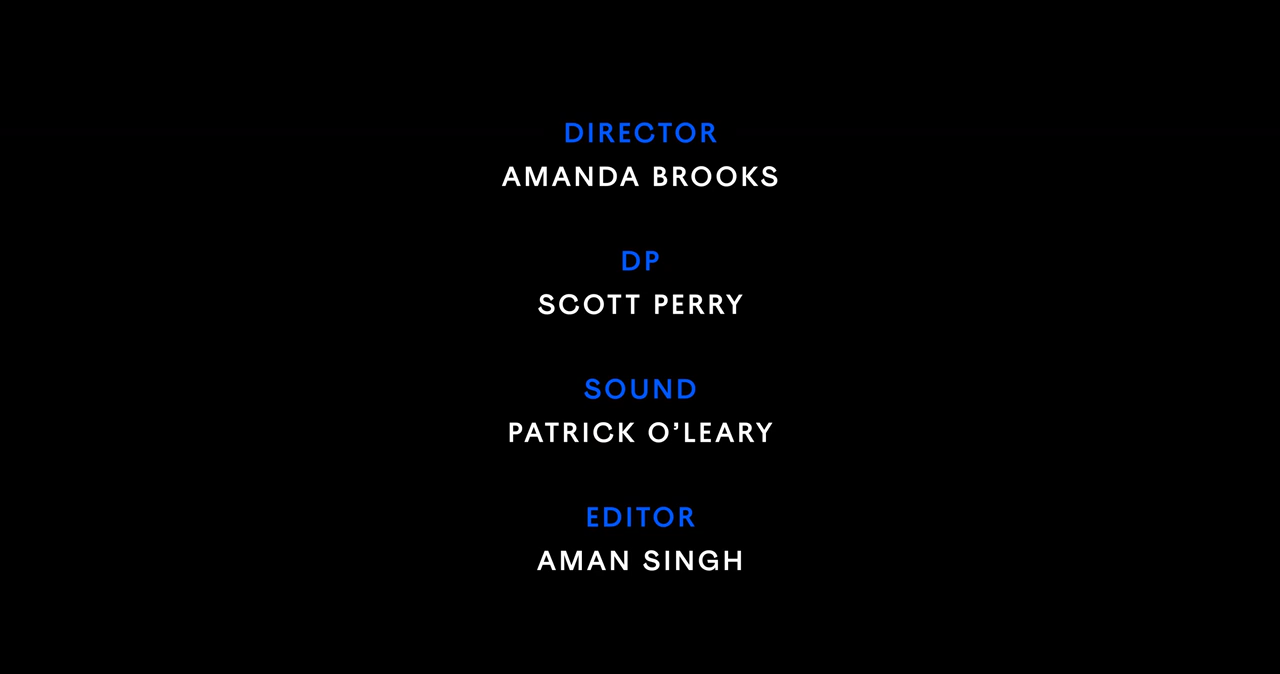 DIRECTOR
AMANDA BROOKS
DP
SCOTT PERRY
SOUND
PATRICK O’LEARY
EDITOR
AMAN SINGH